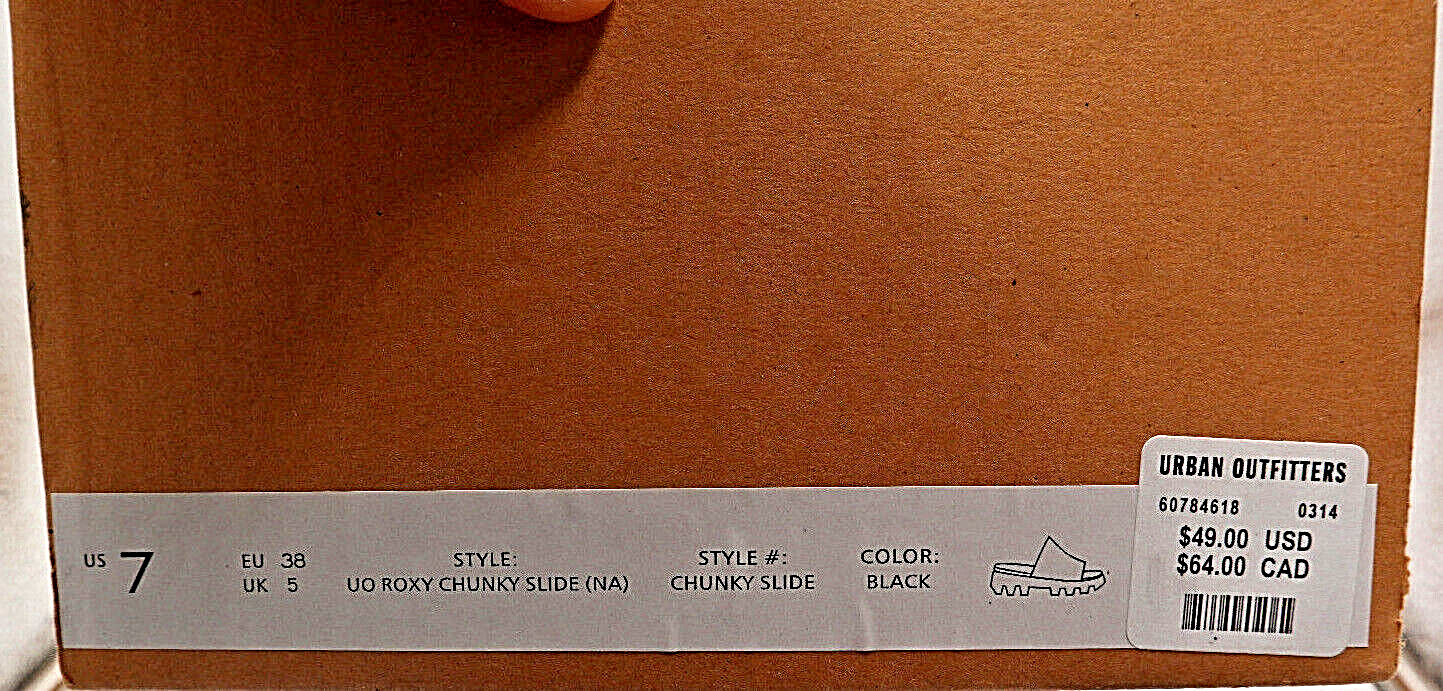 US 7
EU 38
UK 5
STYLE:
UO ROXY CHUNKY SLIDE (NA)
STYLE #:
CHUNKY SLIDE
COLOR:
BLACK
URBAN OUTFITTERS
60784618 0314
$49.00 USD
$64.00 CAD